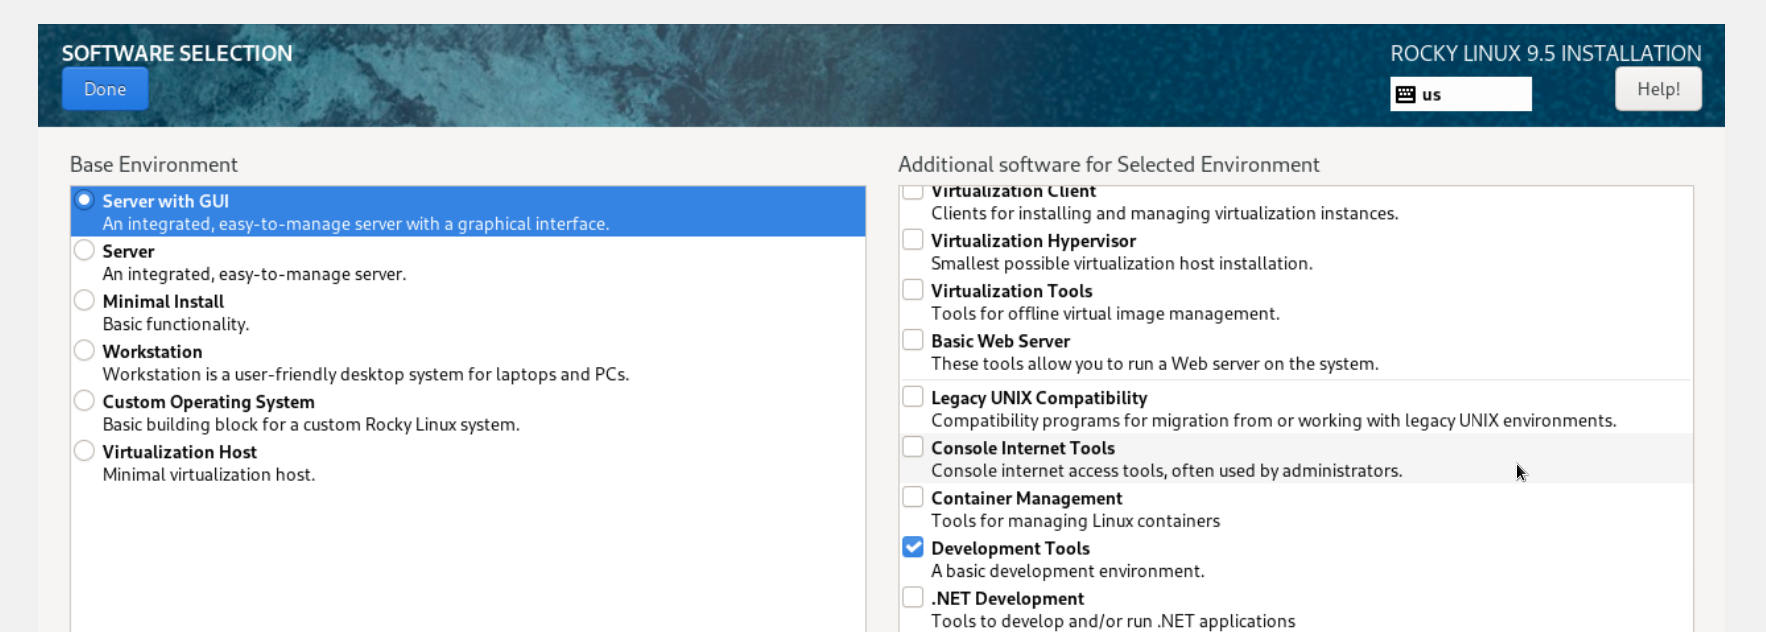 SOFTWARE SELECTION
Done
ROCKY LINUX 9.5 INSTALLATION
us
Help!
Base Environment
Server with GUI
An integrated, easy-to-manage server with a graphical interface.
Server
An integrated, easy-to-manage server.
Minimal Install
Basic functionality.
Workstation
Workstation is a user-friendly desktop system for laptops and PCs.
Custom Operating System
Basic building block for a custom Rocky Linux system.
Virtualization Host
Minimal virtualization host.
Additional software for Selected Environment
Virtualization Client
Clients for installing and managing virtualization instances.
Virtualization Hypervisor
Smallest possible virtualization host installation.
Virtualization Tools
Tools for offline virtual image management.
Basic Web Server
These tools allow you to run a Web server on the system.
Legacy UNIX Compatibility
Compatibility programs for migration from or working with legacy UNIX environments.
Console Internet Tools
Console internet access tools, often used by administrators.
Container Management
Tools for managing Linux containers
Development Tools
A basic development environment.
.NET Development
Tools to develop and/or run .NET applications